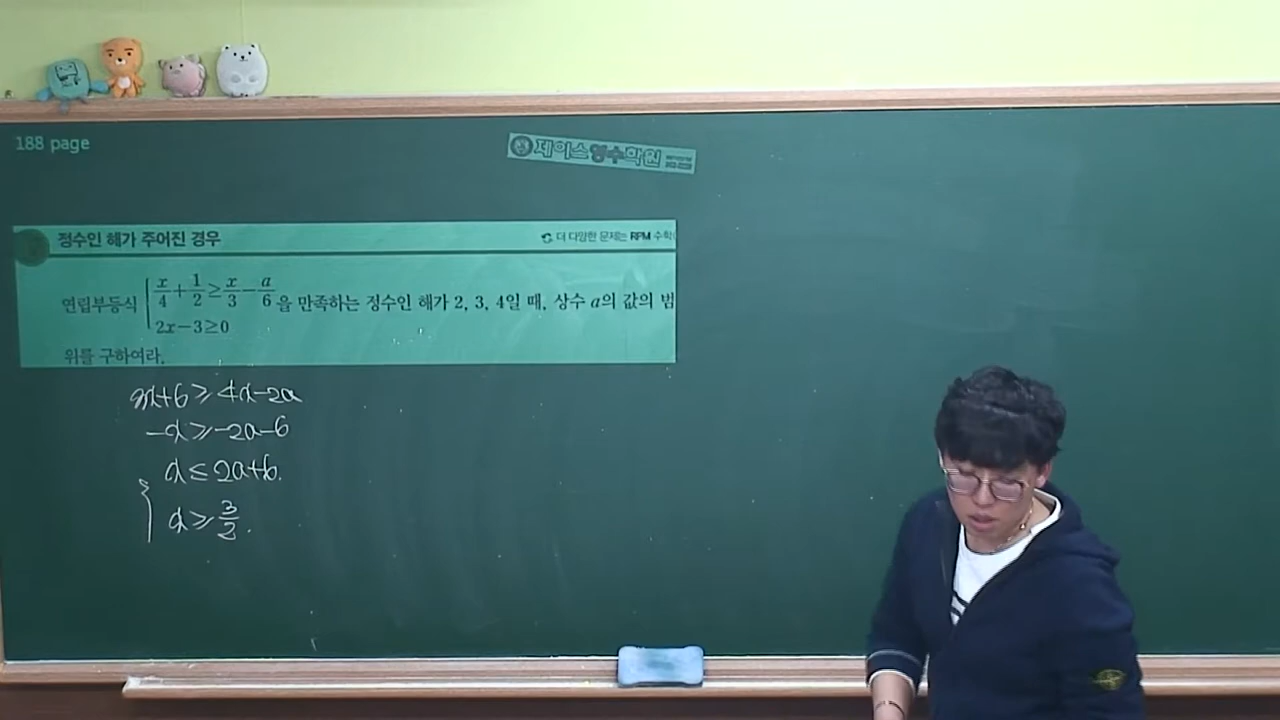 188 page
제이스영수학원
정수인 해가 주어진 경우
더 다양한 문제는 RPM 수학
연립부등식 { x/4 + 1/2 ≥ x/3 − a/6 을 만족하는 정수인 해가 2, 3, 4일 때, 상수 a의 값의 범
2x−3≥0
위를 구하여라.
3x+6 ≥ 4x−2a
−x ≥ −2a−6
x ≤ 2a+6.
{ x ≥ 3/2.